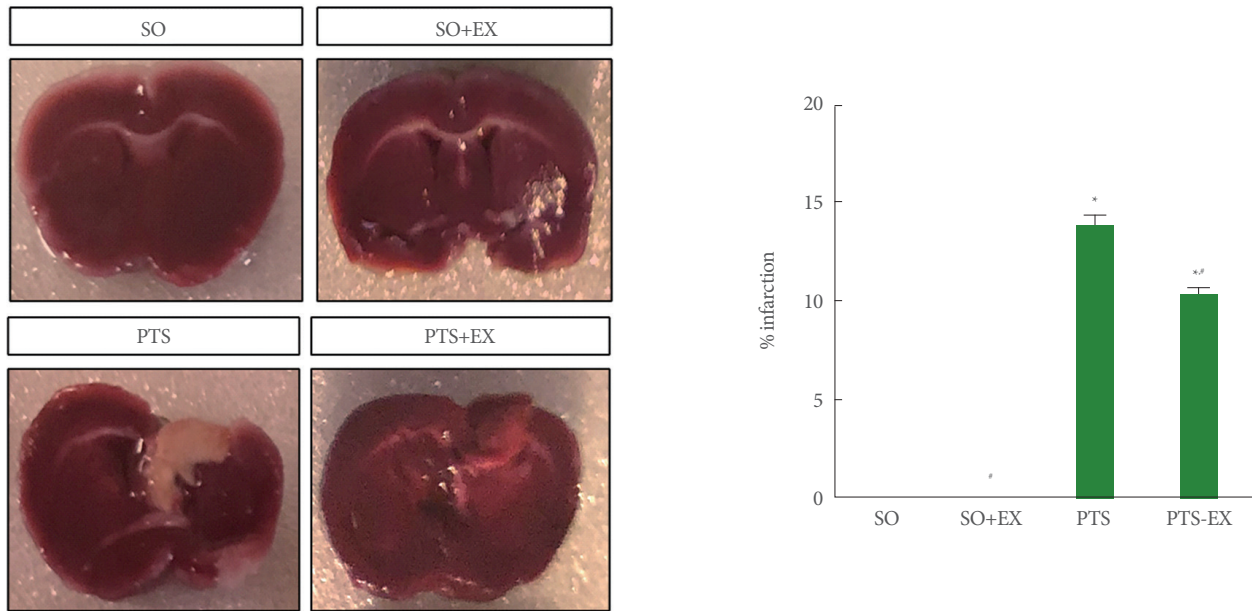 SO
SO+EX
PTS
PTS+EX
% infarction
20
15
10
5
0
*
*,#
#
SO
SO+EX
PTS
PTS-EX